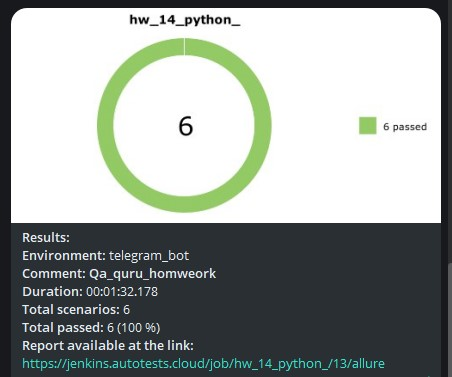 hw_14_python_
6
6 passed
Results:
Environment: telegram_bot
Comment: Qa_quru_homweork
Duration: 00:01:32.178
Total scenarios: 6
Total passed: 6 (100 %)
Report available at the link:
https://jenkins.autotests.cloud/job/hw_14_python_/13/allure